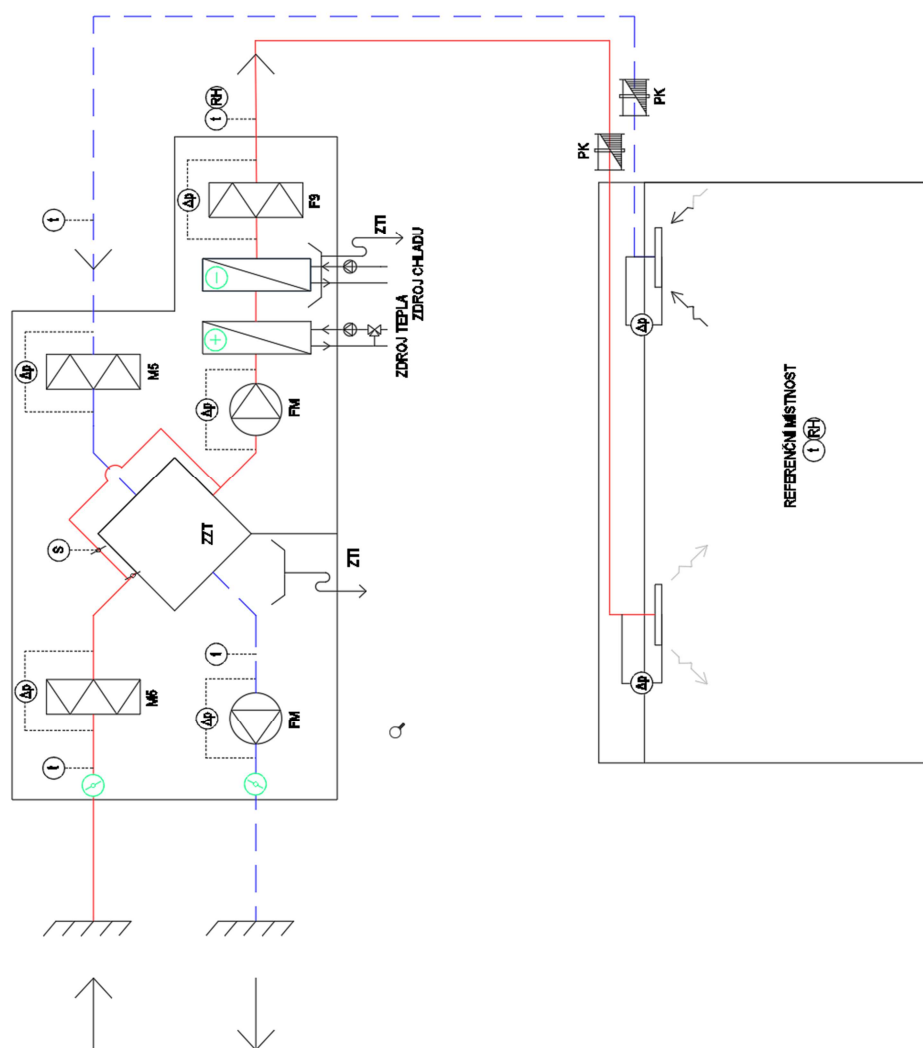 PK
PK
t
RH
Δp
F9
t
ZTI
Δp
M5
ZDROJ TEPLA
ZDROJ CHLADU
Δp
FM
Δp
REFERENČNÍ MÍSTNOST
t
RH
S
ZZT
ZTI
Δp
M5
t
Δp
FM
t
Δp